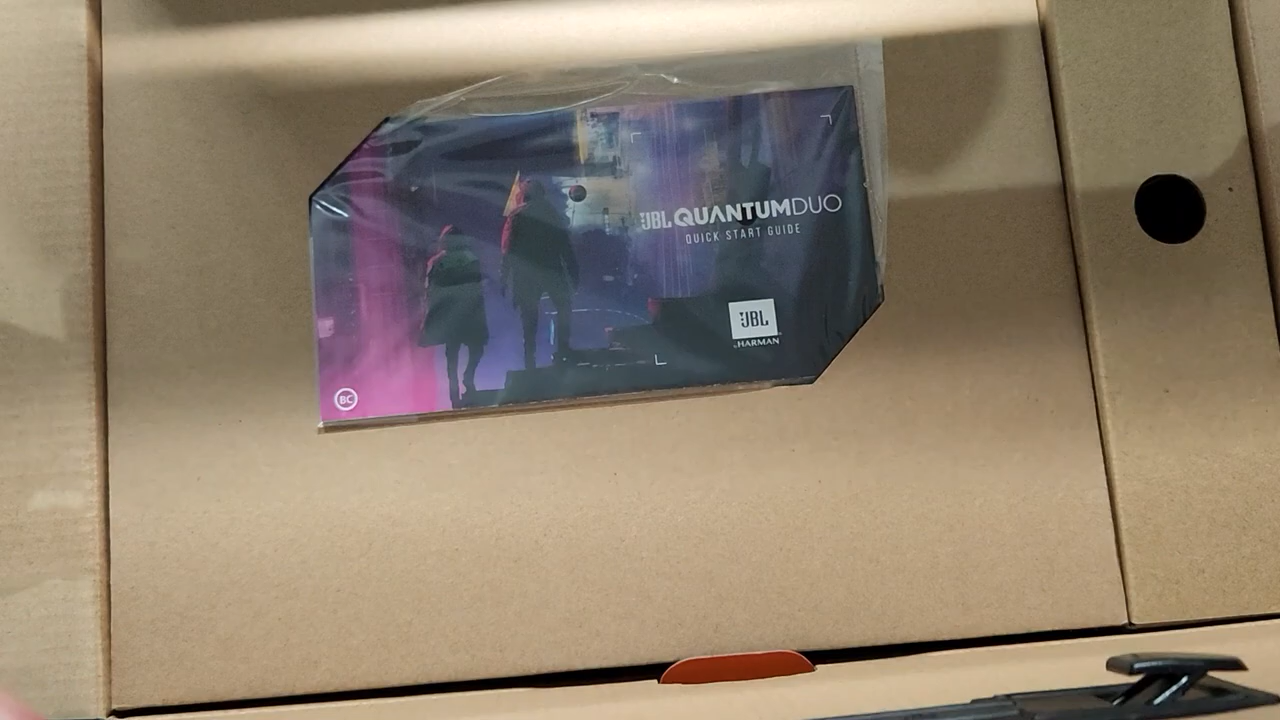 JBL QUANTUMDUO
QUICK START GUIDE
JBL
by HARMAN
BC